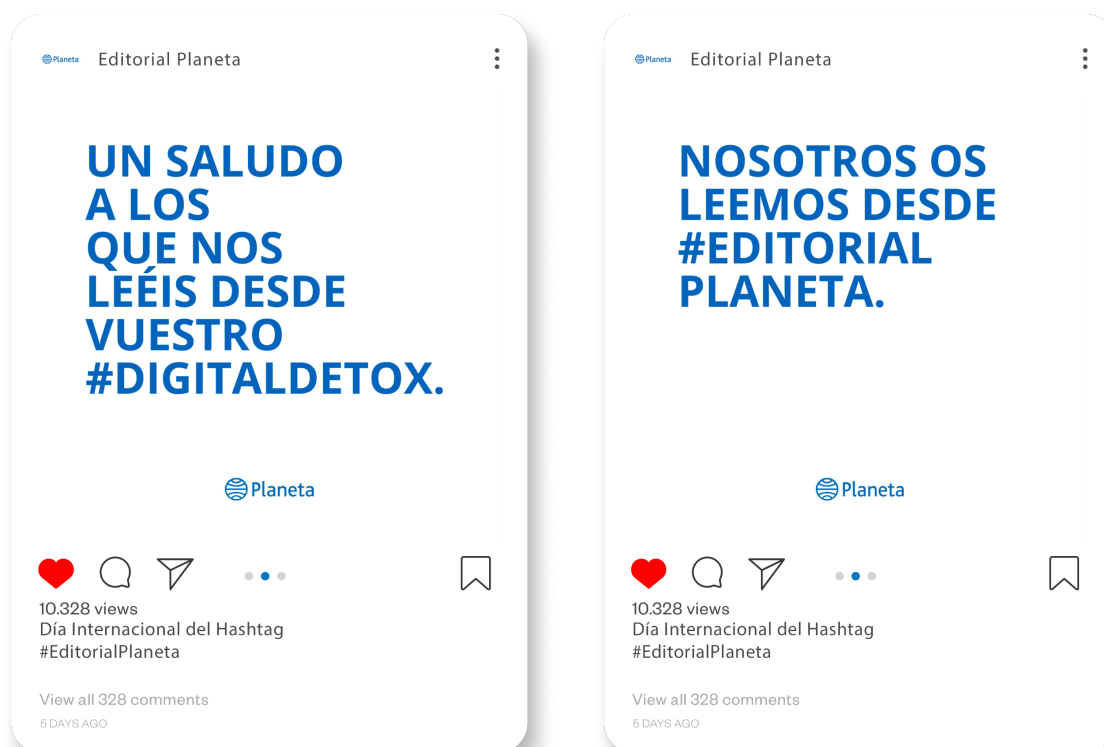 Planeta Editorial Planeta
UN SALUDO
A LOS
QUE NOS
LEÉIS DESDE
VUESTRO
#DIGITALDETOX.
Planeta
10.328 views
Día Internacional del Hashtag
#EditorialPlaneta
View all 328 comments
5 DAYS AGO
Planeta Editorial Planeta
NOSOTROS OS
LEEMOS DESDE
#EDITORIAL
PLANETA.
Planeta
10.328 views
Día Internacional del Hashtag
#EditorialPlaneta
View all 328 comments
5 DAYS AGO